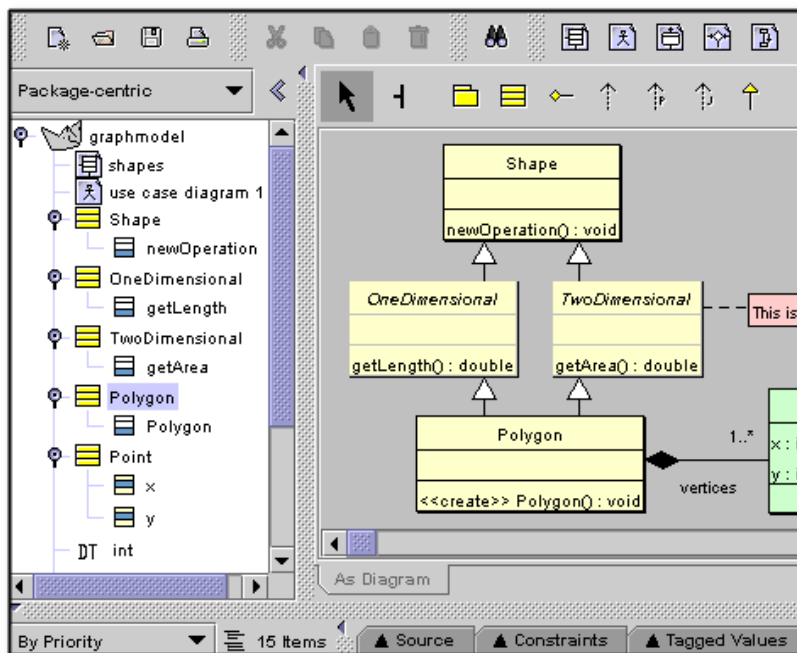 Package-centric
graphmodel
shapes
use case diagram 1
Shape
newOperation
OneDimensional
getLength
TwoDimensional
getArea
Polygon
Polygon
Point
x
y
DT int
Shape
newOperation() : void
OneDimensional
getLength() : double
TwoDimensional
getArea() : double
This is
Polygon
<<create>> Polygon() : void
1..*
vertices
x : i
y : i
As Diagram
By Priority
15 Items
Source
Constraints
Tagged Values